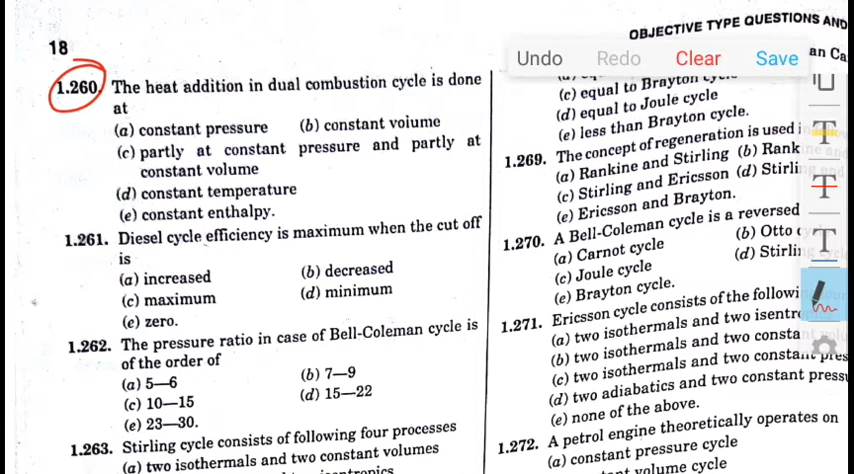 18
1.260. The heat addition in dual combustion cycle is done
at
(a) constant pressure (b) constant voiume
(c) partly at constant pressure and partly at
constant volume
(d) constant temperature
(e) constant enthalpy.
1.261. Diesel cycle efficiency is maximum when the cut off
is
(a) increased (b) decreased
(c) maximum (d) minimum
(e) zero.
1.262. The pressure ratio in case of Bell-Coleman cycle is
of the order of
(a) 5—6 (b) 7—9
(c) 10—15 (d) 15—22
(e) 23—30.
1.263. Stirling cycle consists of following four processes
(a) two isothermals and two constant volumes
OBJECTIVE TYPE QUESTIONS AND
Undo Redo Clear Save
an Ca
(c) equal to Brayton
(d) equal to Joule cycle
(e) less than Brayton cycle.
1.269. The concept of regeneration is used
(a) Rankine and Stirling (b)
(c) Stirling and Ericsson (d)
(e) Ericsson and Brayton.
1.270. A Bell-Coleman cycle is a reversed
(a) Carnot cycle (b) Otto
(c) Joule cycle (d)
(e) Brayton cycle.
1.271. Ericsson cycle consists of the
(a) two isothermals and two
(b) two isothermals and two
(c) two isothermals and two constant
(d) two adiabatics and two constant
(e) none of the above.
1.272. A petrol engine theoretically operates on
(a) constant pressure cycle
volume cycle